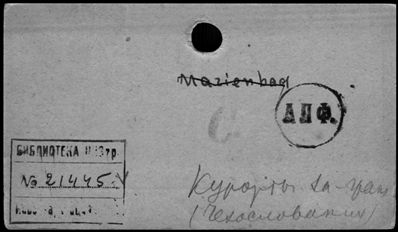 Marienbad
АПФ.
БИБЛИОТЕКА
№ 21445
Курорты за-гран
(Чехословакия)